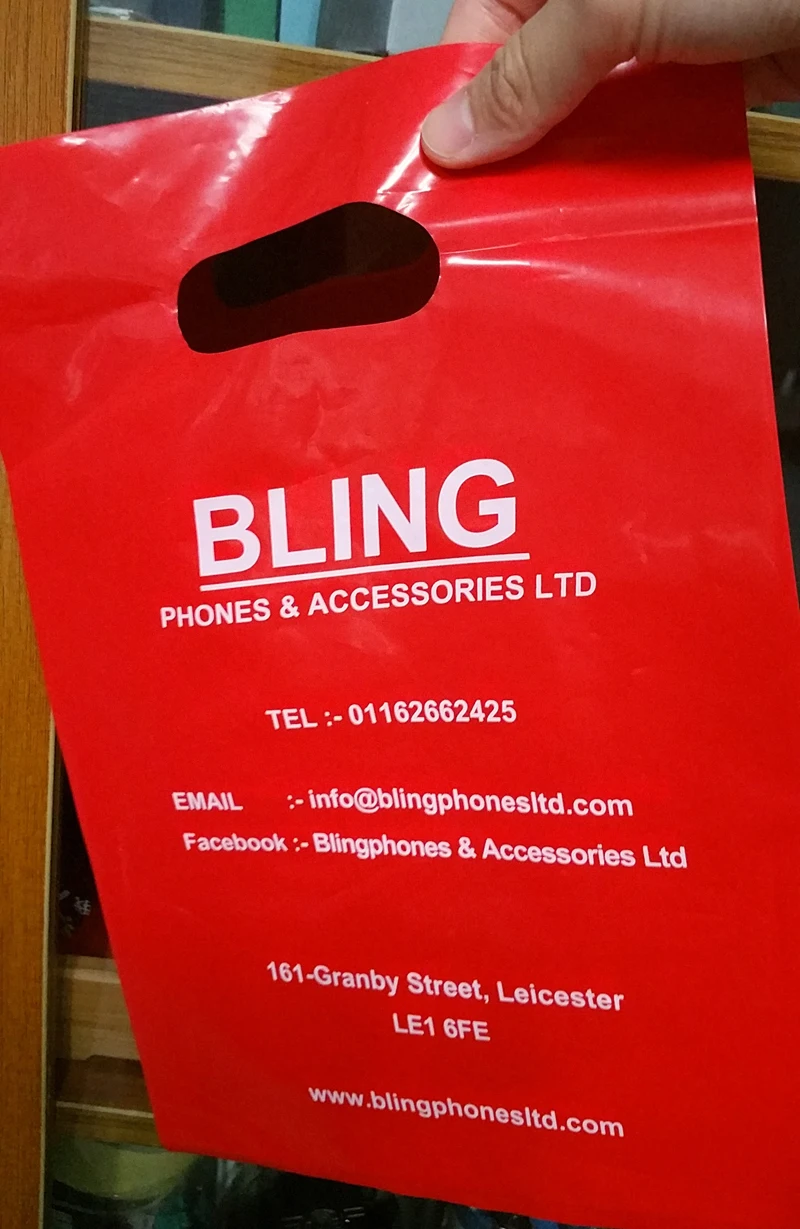 BLING
PHONES & ACCESSORIES LTD
TEL :- 01162662425
EMAIL :- info@blingphonesltd.com
Facebook :- Blingphones & Accessories Ltd
161-Granby Street, Leicester
LE1 6FE
www.blingphonesltd.com